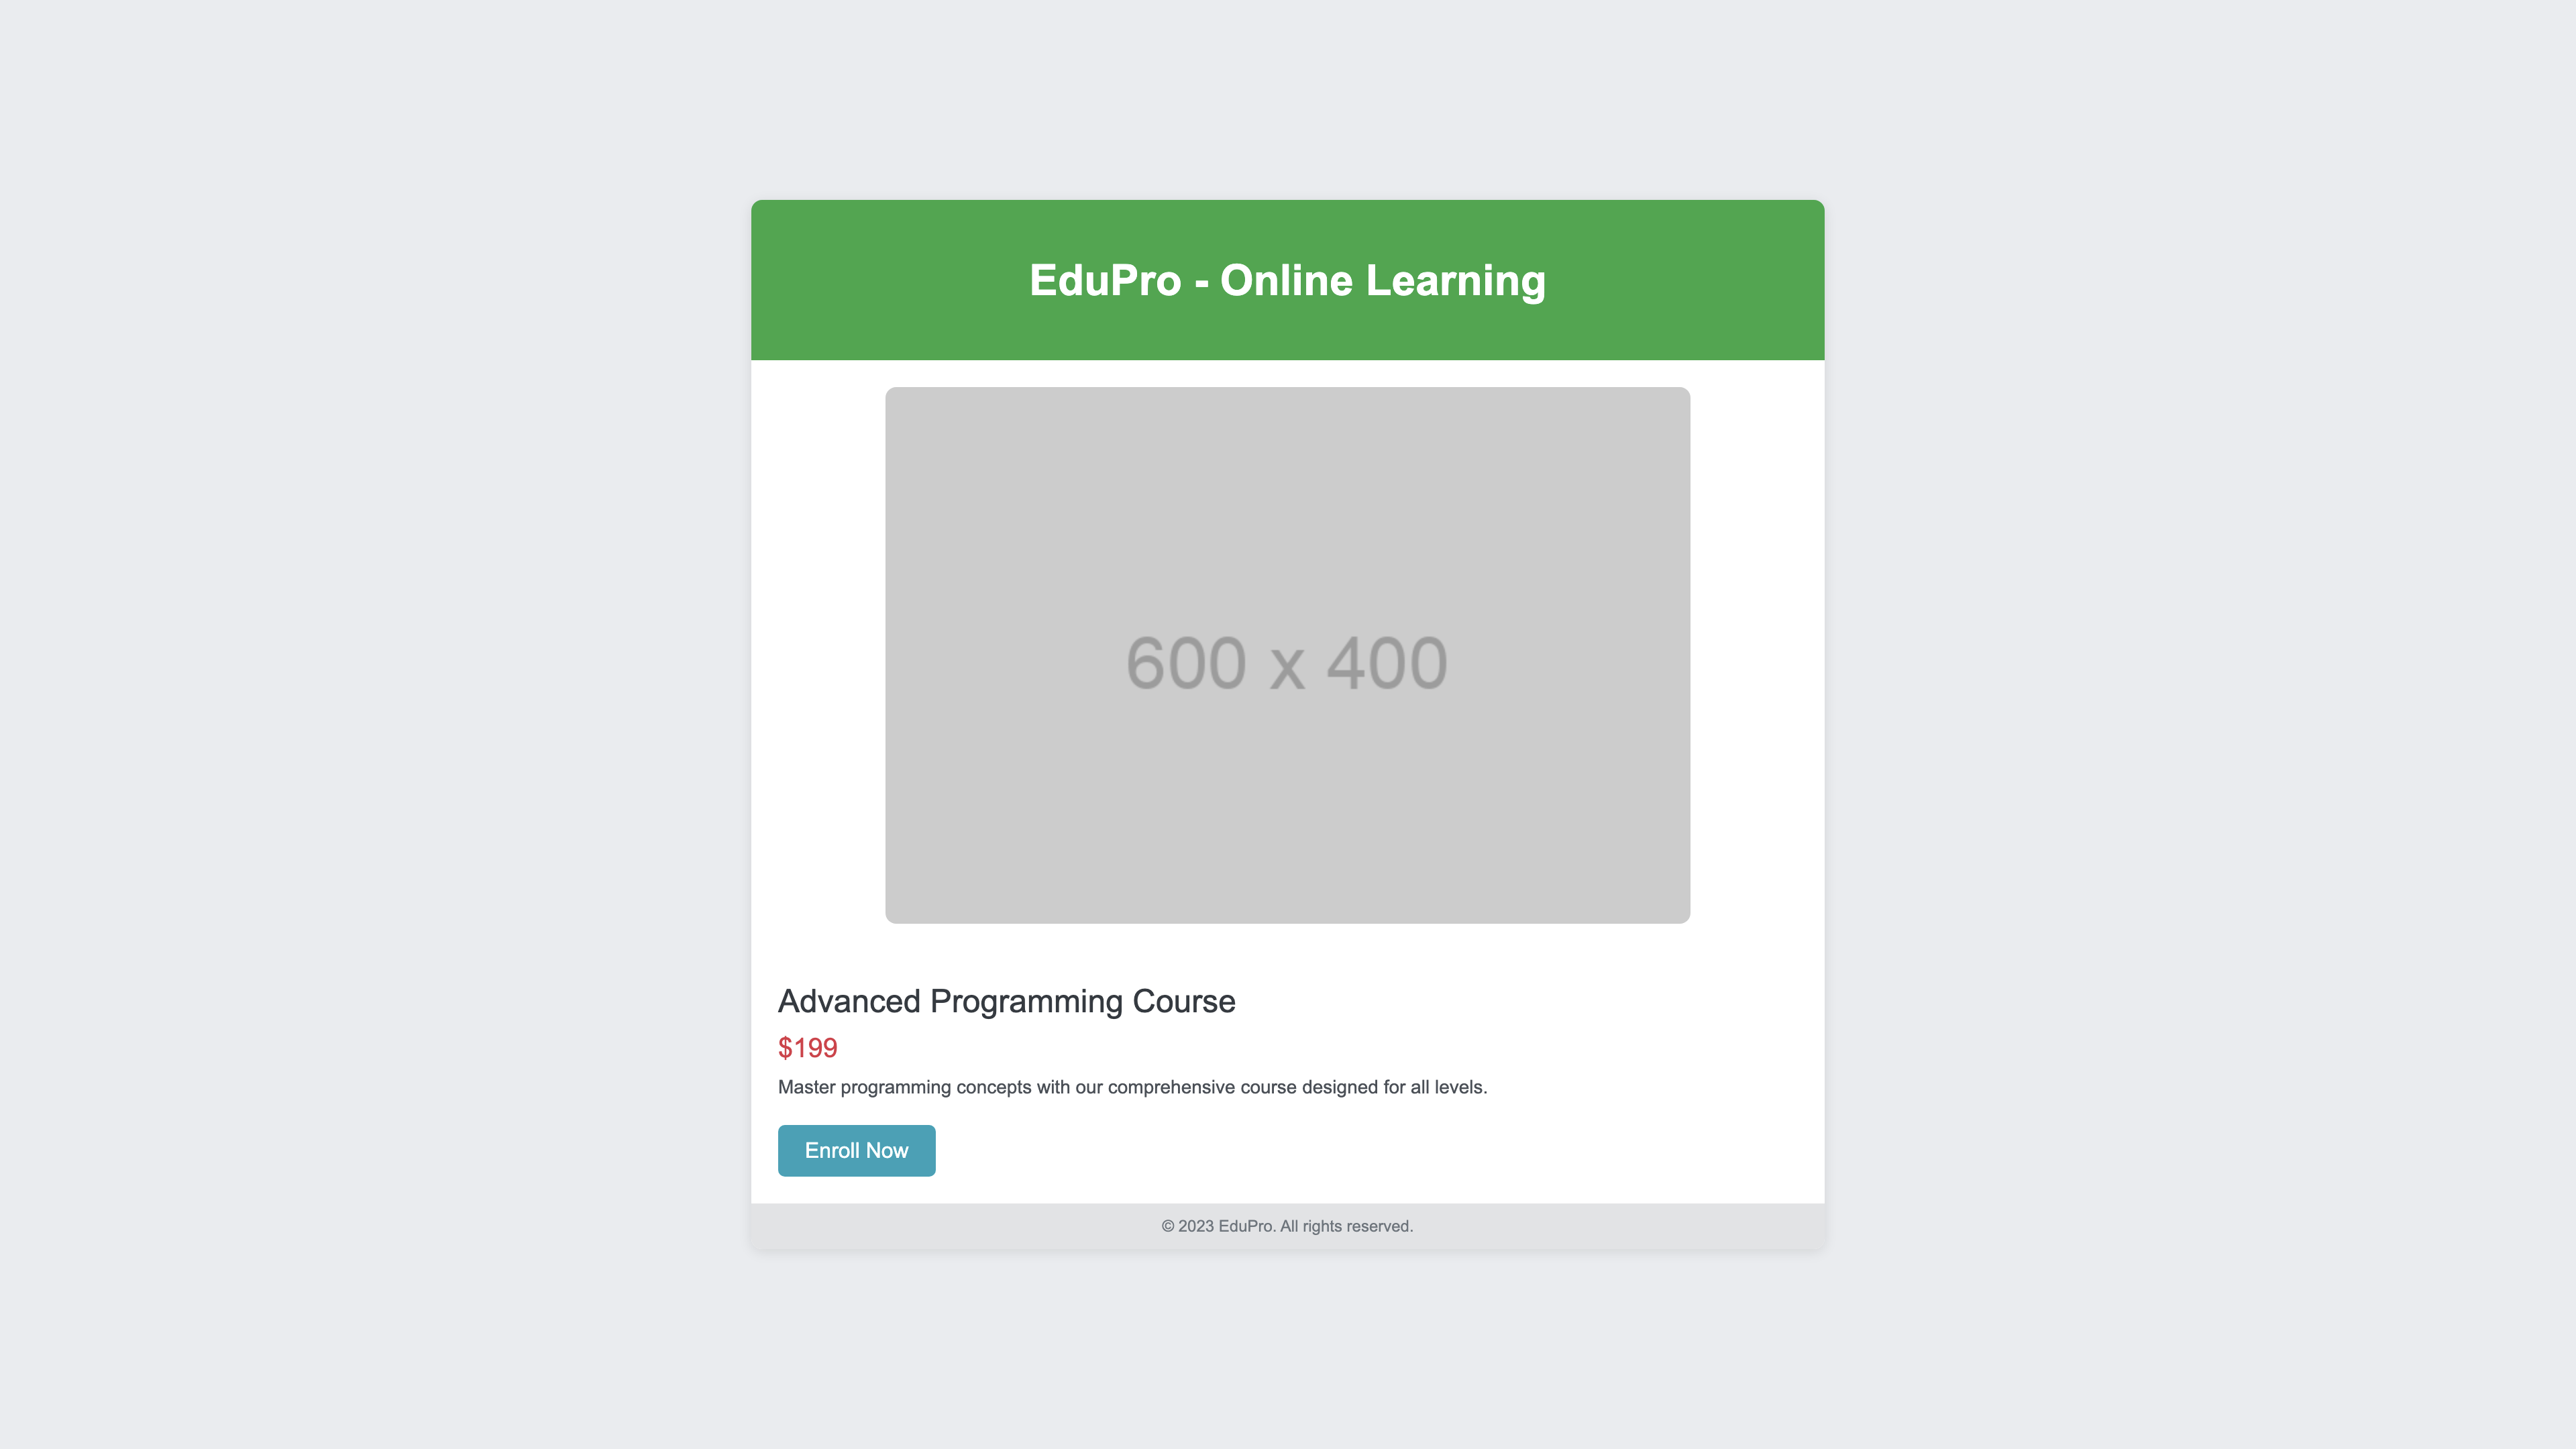 EduPro - Online Learning
600 x 400
Advanced Programming Course
$199
Master programming concepts with our comprehensive course designed for all levels.
Enroll Now
© 2023 EduPro. All rights reserved.